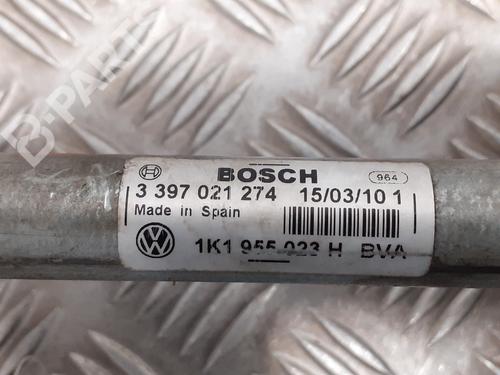 B-PARTS
BOSCH 964
3 397 021 274 15/03/10 1
Made in Spain
1K1 955 023 H BVA